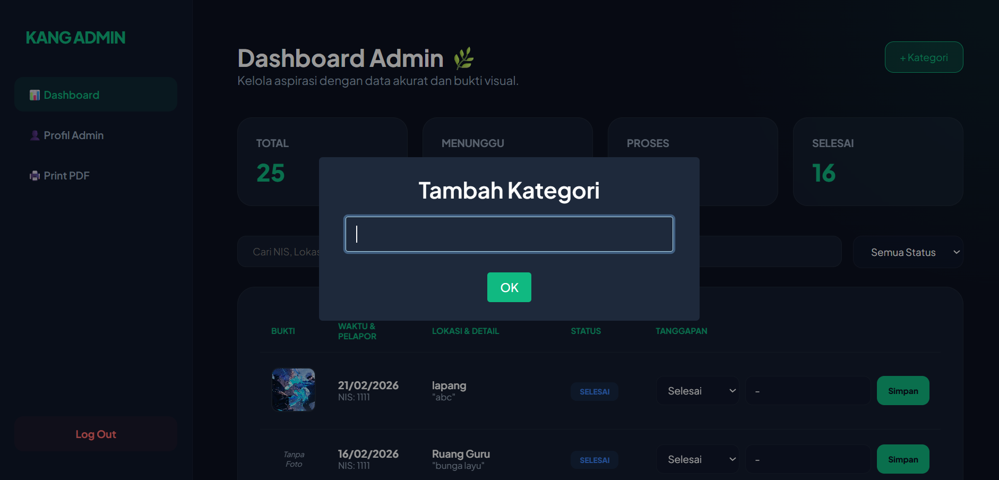 KANG ADMIN
Dashboard
Profil Admin
Print PDF
Log Out
Dashboard Admin
Kelola aspirasi dengan data akurat dan bukti visual.
+ Kategori
TOTAL
25
MENUNGGU
PROSES
SELESAI
16
Tambah Kategori
OK
Cari NIS, Lokas
Semua Status
BUKTI
WAKTU &
PELAPOR
LOKASI & DETAIL
STATUS
TANGGAPAN
21/02/2026
NIS: 1111
lapang
"abc"
SELESAI
Selesai
-
Simpan
Tanpa
Foto
16/02/2026
NIS: 1111
Ruang Guru
"bunga layu"
SELESAI
Selesai
-
Simpan